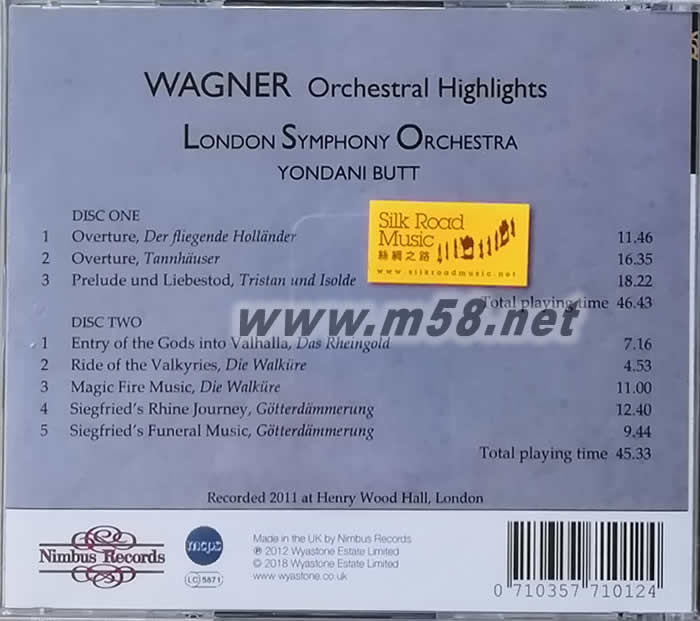 WAGNER Orchestral Highlights
LONDON SYMPHONY ORCHESTRA
YONDANI BUTT
Silk Road
Music
絲綢之路
www.silkroadmusic.net
DISC ONE
1 Overture, Der fliegende Holländer 11.46
2 Overture, Tannhäuser 16.35
3 Prelude und Liebestod, Tristan und Isolde 18.22
Total playing time 46.43
www.m58.net
DISC TWO
1 Entry of the Gods into Valhalla, Das Rheingold 7.16
2 Ride of the Valkyries, Die Walküre 4.53
3 Magic Fire Music, Die Walküre 11.00
4 Siegfried's Rhine Journey, Götterdämmerung 12.40
5 Siegfried's Funeral Music, Götterdämmerung 9.44
Total playing time 45.33
Recorded 2011 at Henry Wood Hall, London
Nimbus Records
mcps
LC 5871
Made in the UK by Nimbus Records
℗ 2012 Wyastone Estate Limited
© 2018 Wyastone Estate Limited
www.wyastone.co.uk
0 710357 710124